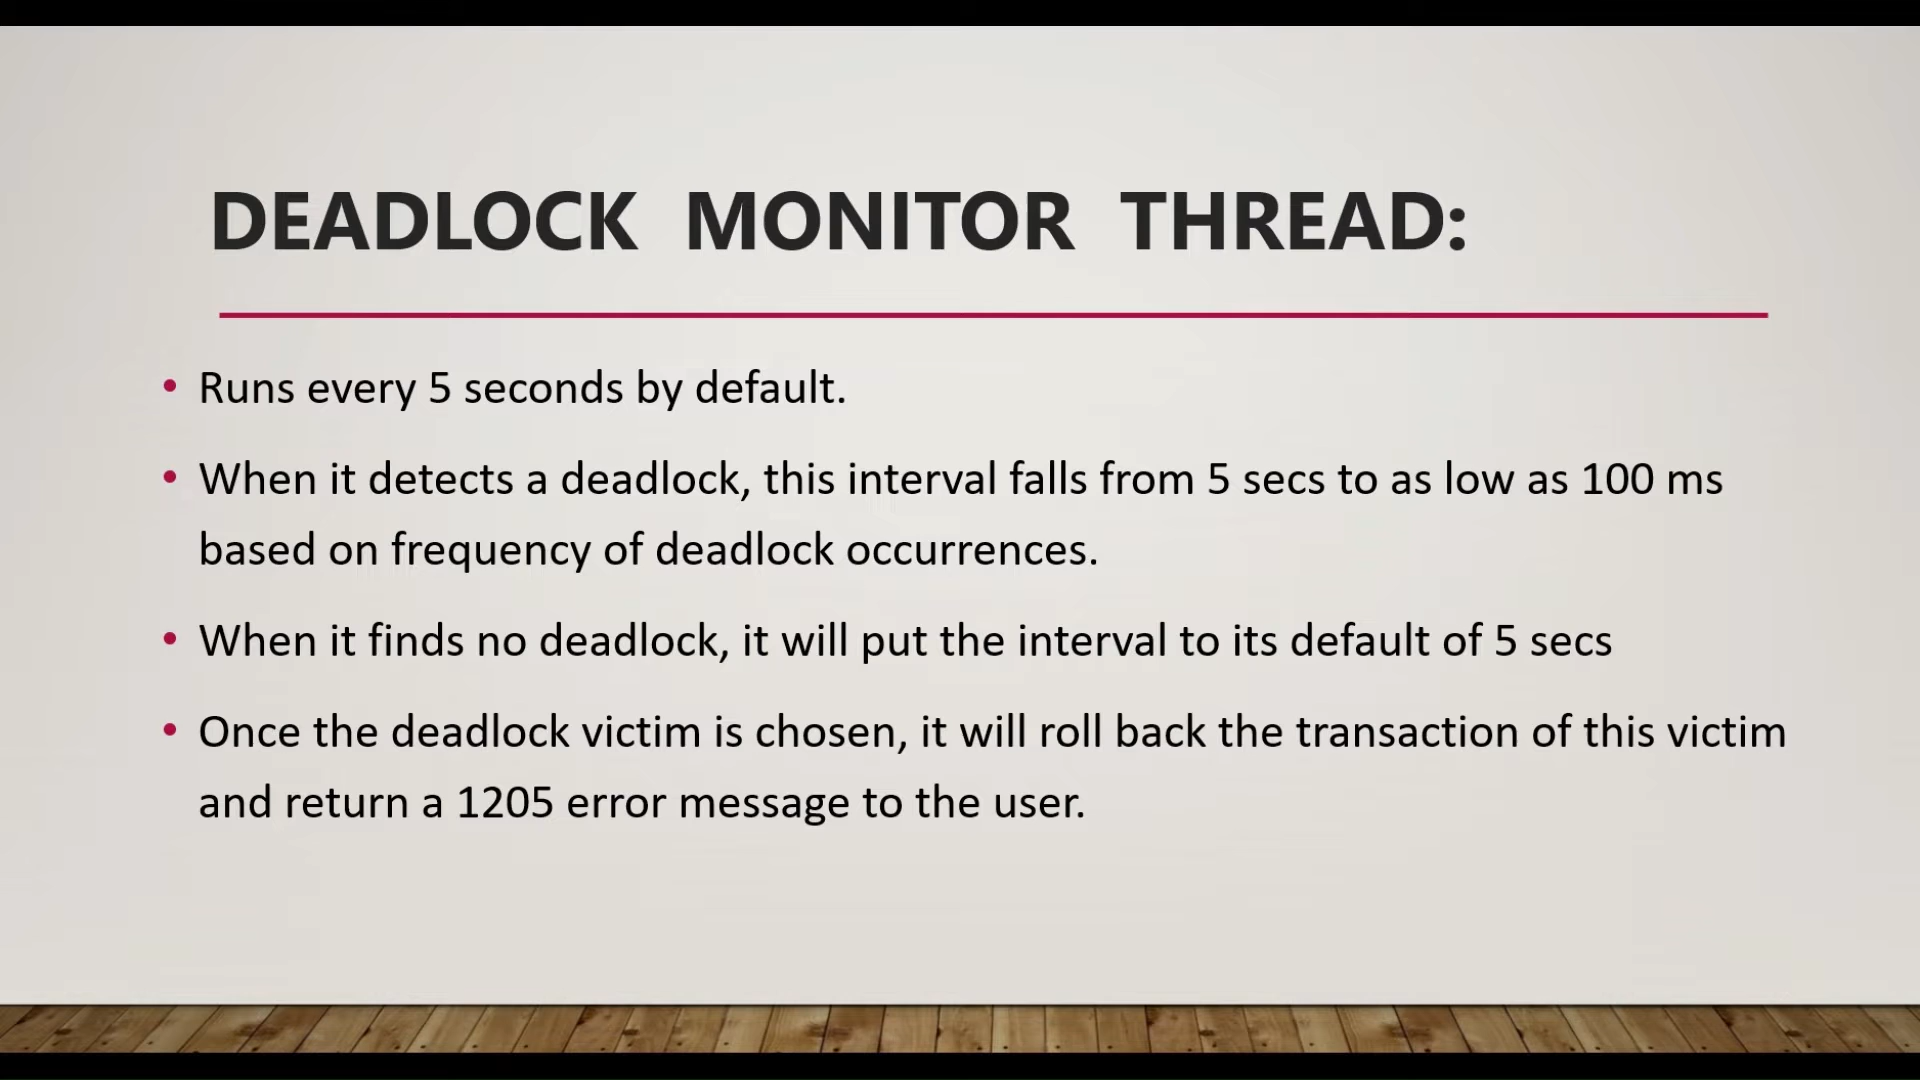 DEADLOCK MONITOR THREAD:
• Runs every 5 seconds by default.
• When it detects a deadlock, this interval falls from 5 secs to as low as 100 ms
based on frequency of deadlock occurrences.
• When it finds no deadlock, it will put the interval to its default of 5 secs
• Once the deadlock victim is chosen, it will roll back the transaction of this victim
and return a 1205 error message to the user.